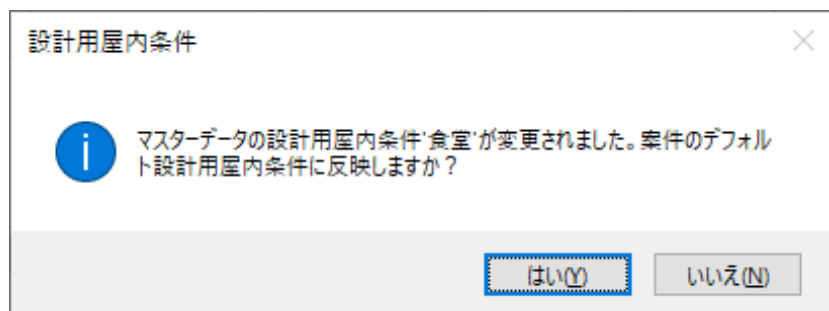 設計用屋内条件
マスターデータの設計用屋内条件'食堂'が変更されました。案件のデフォル
ト設計用屋内条件に反映しますか？
はい(Y)
いいえ(N)